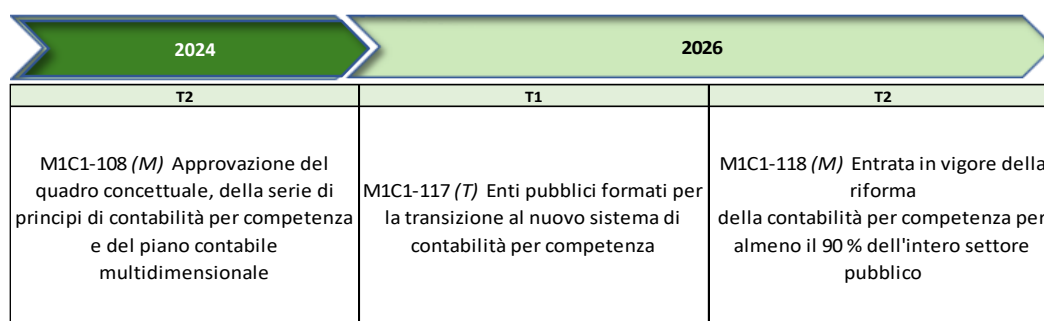 2024
2026
T2
T1
T2
M1C1-108 (M) Approvazione del
quadro concettuale, della serie di
principi di contabilità per competenza
e del piano contabile
multidimensionale
M1C1-117 (T) Enti pubblici formati per
la transizione al nuovo sistema di
contabilità per competenza
M1C1-118 (M) Entrata in vigore della
riforma
della contabilità per competenza per
almeno il 90 % dell'intero settore
pubblico